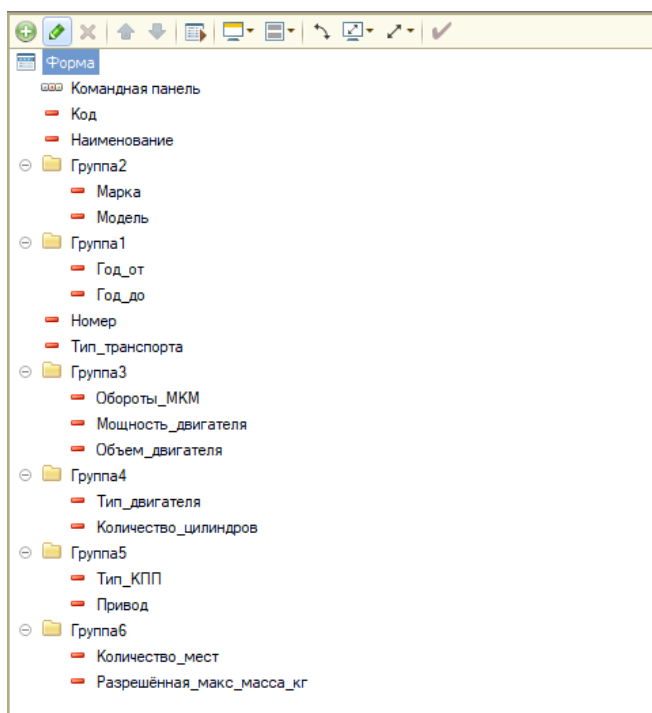 Форма
Командная панель
Код
Наименование
Группа2
Марка
Модель
Группа1
Год_от
Год_до
Номер
Тип_транспорта
Группа3
Обороты_МКМ
Мощность_двигателя
Объем_двигателя
Группа4
Тип_двигателя
Количество_цилиндров
Группа5
Тип_КПП
Привод
Группа6
Количество_мест
Разрешённая_макс_масса_кг